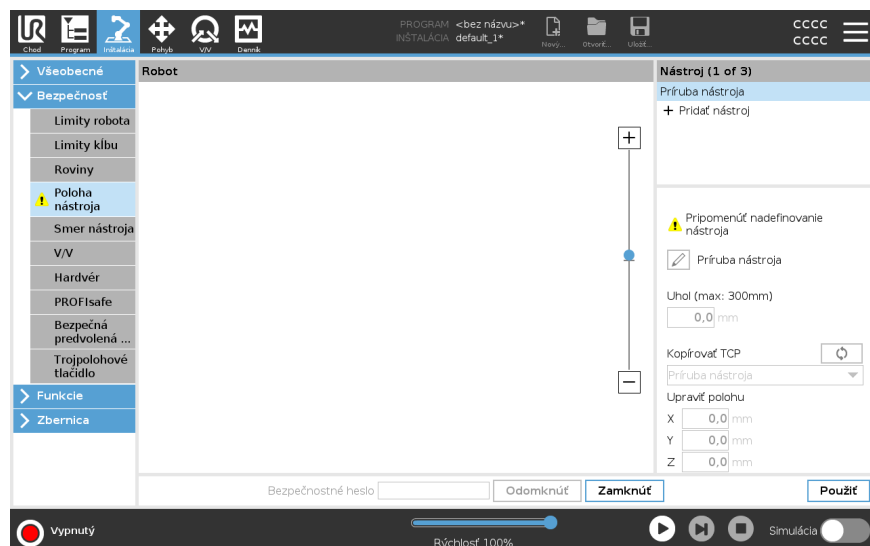 PROGRAM <bez názvu>*
INŠTALÁCIA default_1*
Chod
Program
Inštalácia
Pohyb
V/V
Denník
Nový...
Otvoriť...
Uložiť...
CCCC
CCCC
Všeobecné
Bezpečnosť
Limity robota
Limity kĺbu
Roviny
Poloha
nástroja
Smer nástroja
V/V
Hardvér
PROFIsafe
Bezpečná
predvolená ...
Trojpolohové
tlačidlo
Funkcie
Zbernica
Robot
Nástroj (1 of 3)
Príruba nástroja
+ Pridať nástroj
Pripomenúť nadefinovanie
nástroja
Príruba nástroja
Uhol (max: 300mm)
0,0 mm
Kopírovať TCP
Príruba nástroja
Upraviť polohu
X 0,0 mm
Y 0,0 mm
Z 0,0 mm
Bezpečnostné heslo
Odomknúť
Zamknúť
Použiť
Vypnutý
Rýchlosť 100%
Simulácia